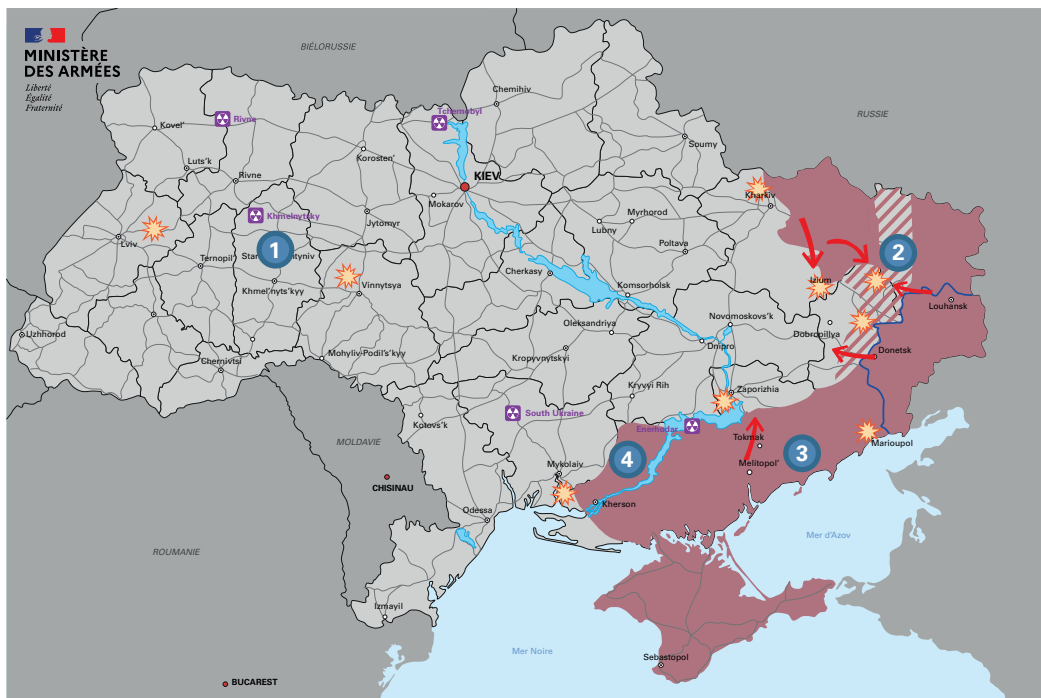 MINISTÈRE
DES ARMÉES
Liberté
Égalité
Fraternité
BIÉLORUSSIE
RUSSIE
Chernihiv
Tchernobyl
Rivne
Kovel'
Soumy
Korosten'
Luts'k
Rivne
KIEV
Kharkiv
Mokarov
Khmelnytsky
Myrhorod
Jytomyr
Lubny
Lviv
Poltava
1
2
Ternopil'
Cherkasy
Izium
Khmel'nyts'kyy
Vinnytsya
Komsorholsk
Louhansk
Novomoskovs'k
Oleksandriya
Uzhhorod
Dobropillya
Dnipro
Donetsk
Mohyliv-Podil's'kyy
Kropyvnytskyi
Chernivtsi
Kryvyi Rih
Zaporizhia
South Ukraine
Kotovs'k
Enerhodar
MOLDAVIE
Tokmak
Marioupol
3
4
Mykolaiv
Melitopol'
CHISINAU
Kherson
Odessa
Mer d'Azov
ROUMANIE
Izmayil
Mer Noire
Sebastopol
BUCAREST